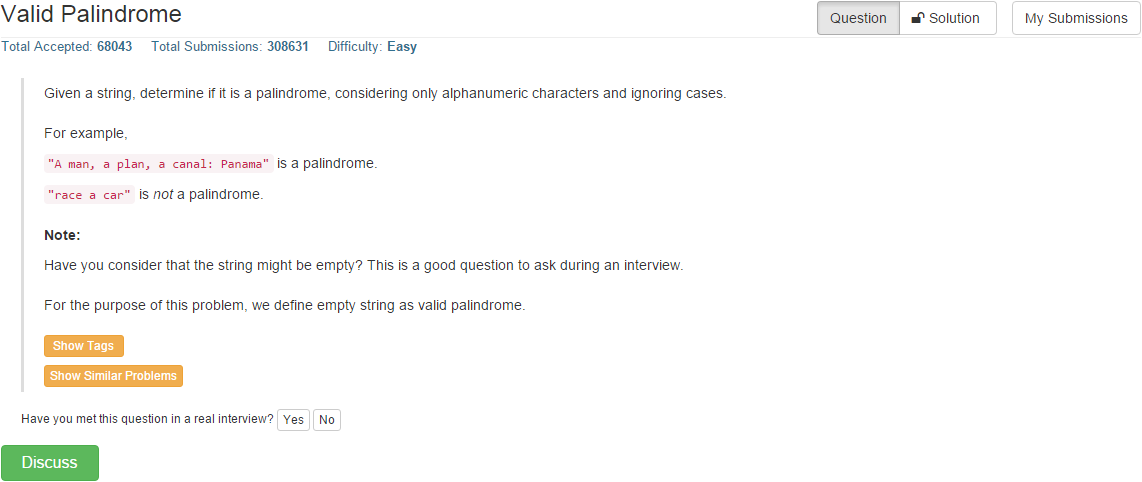 Valid Palindrome
Question
Solution
My Submissions
Total Accepted: 68043 Total Submissions: 308631 Difficulty: Easy
Given a string, determine if it is a palindrome, considering only alphanumeric characters and ignoring cases.
For example,
"A man, a plan, a canal: Panama" is a palindrome.
"race a car" is not a palindrome.
Note:
Have you consider that the string might be empty? This is a good question to ask during an interview.
For the purpose of this problem, we define empty string as valid palindrome.
Show Tags
Show Similar Problems
Have you met this question in a real interview? Yes No
Discuss